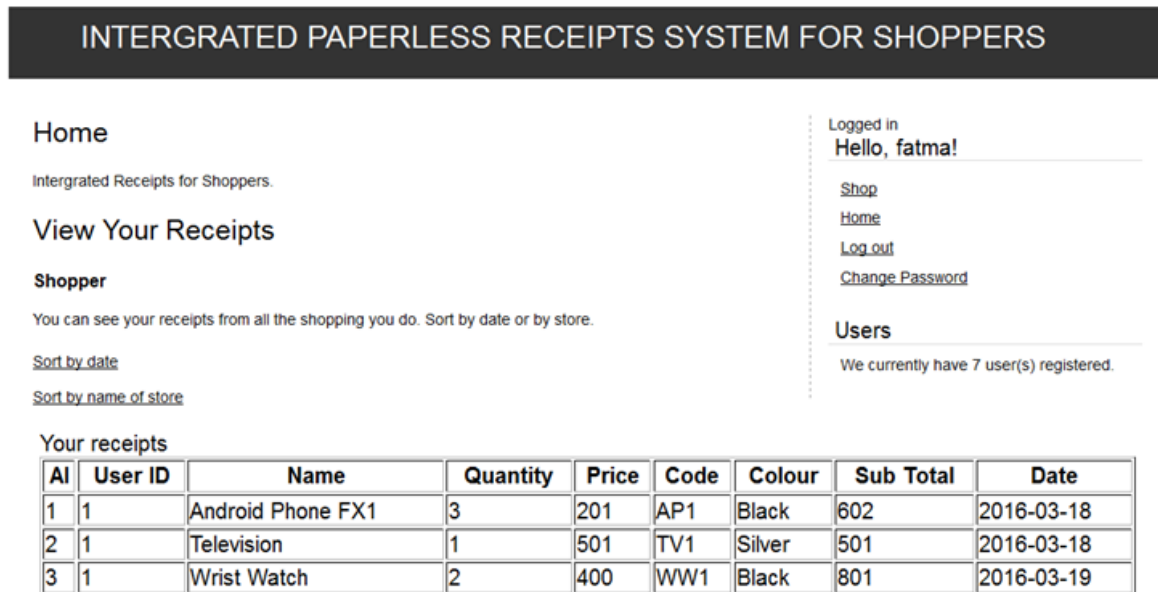 INTERGRATED PAPERLESS RECEIPTS SYSTEM FOR SHOPPERS
Home
Intergrated Receipts for Shoppers.
View Your Receipts
Shopper
You can see your receipts from all the shopping you do. Sort by date or by store.
Sort by date
Sort by name of store
Logged in
Hello, fatma!
Shop
Home
Log out
Change Password
Users
We currently have 7 user(s) registered.
Your receipts
AI User ID Name Quantity Price Code Colour Sub Total Date
1 1 Android Phone FX1 3 201 AP1 Black 602 2016-03-18
2 1 Television 1 501 TV1 Silver 501 2016-03-18
3 1 Wrist Watch 2 400 WW1 Black 801 2016-03-19